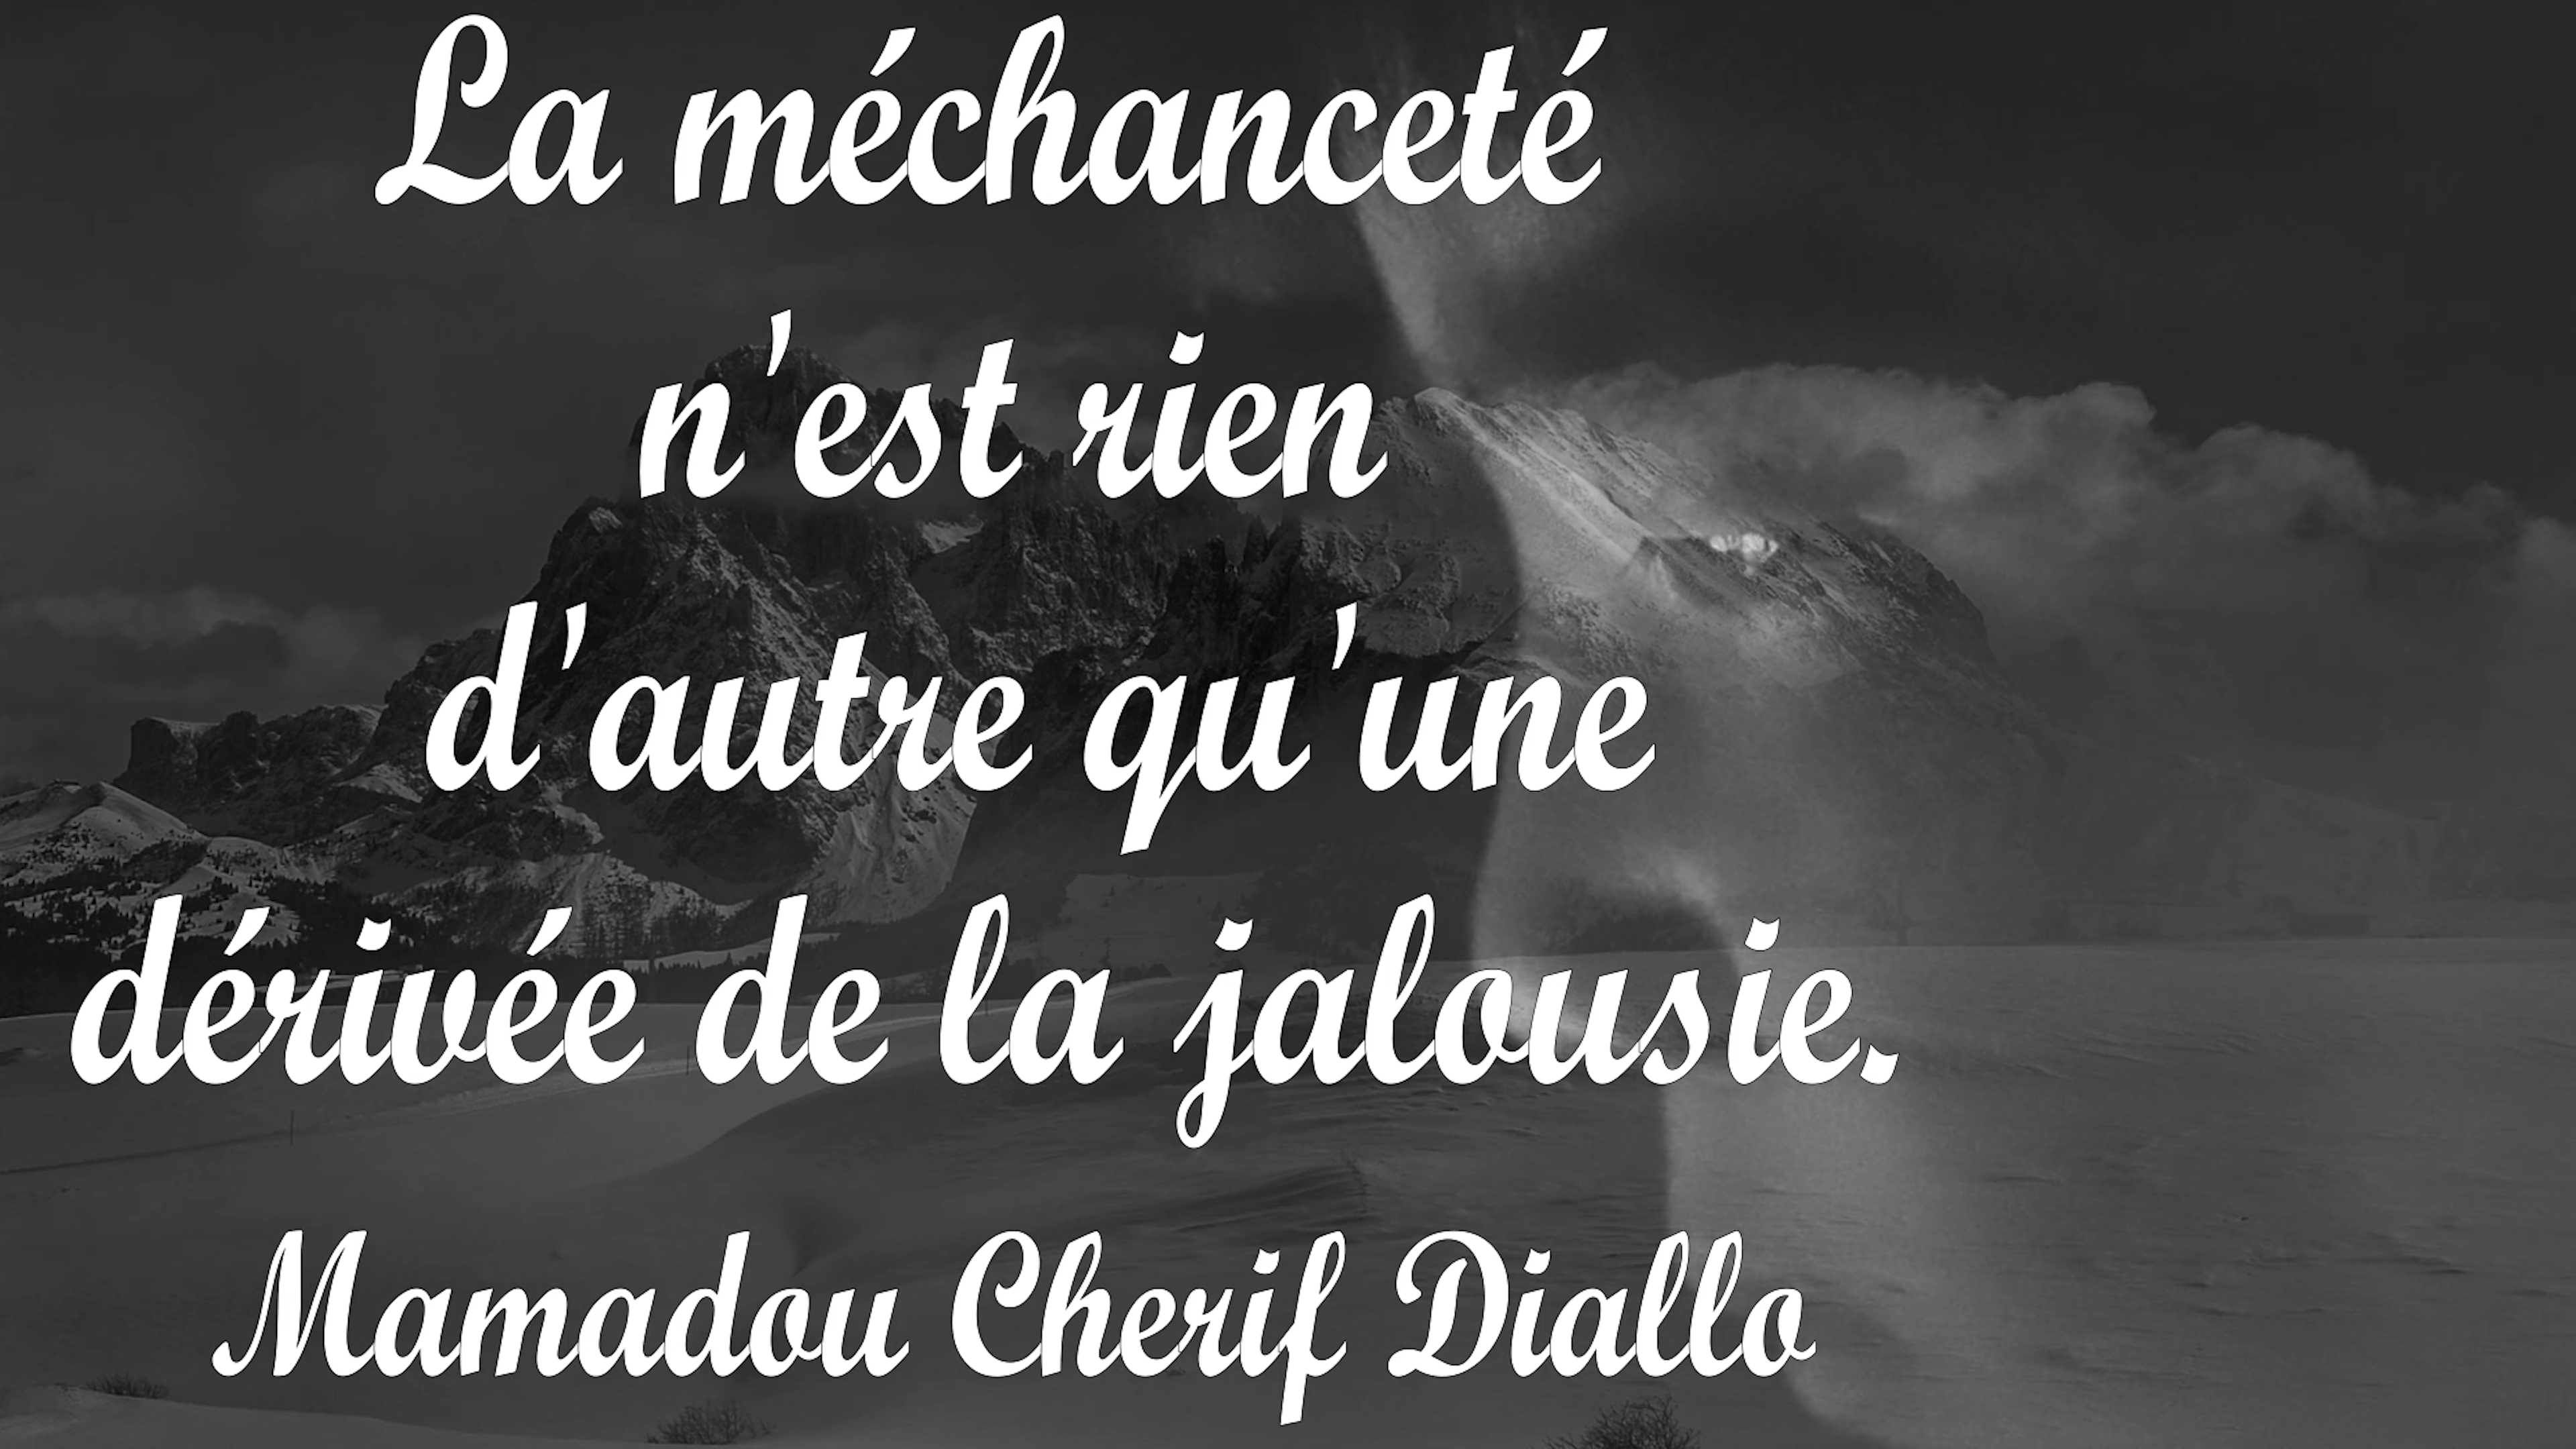 La méchanceté
n'est rien
d'autre qu'une
dérivée de la jalousie.
Mamadou Cherif Diallo